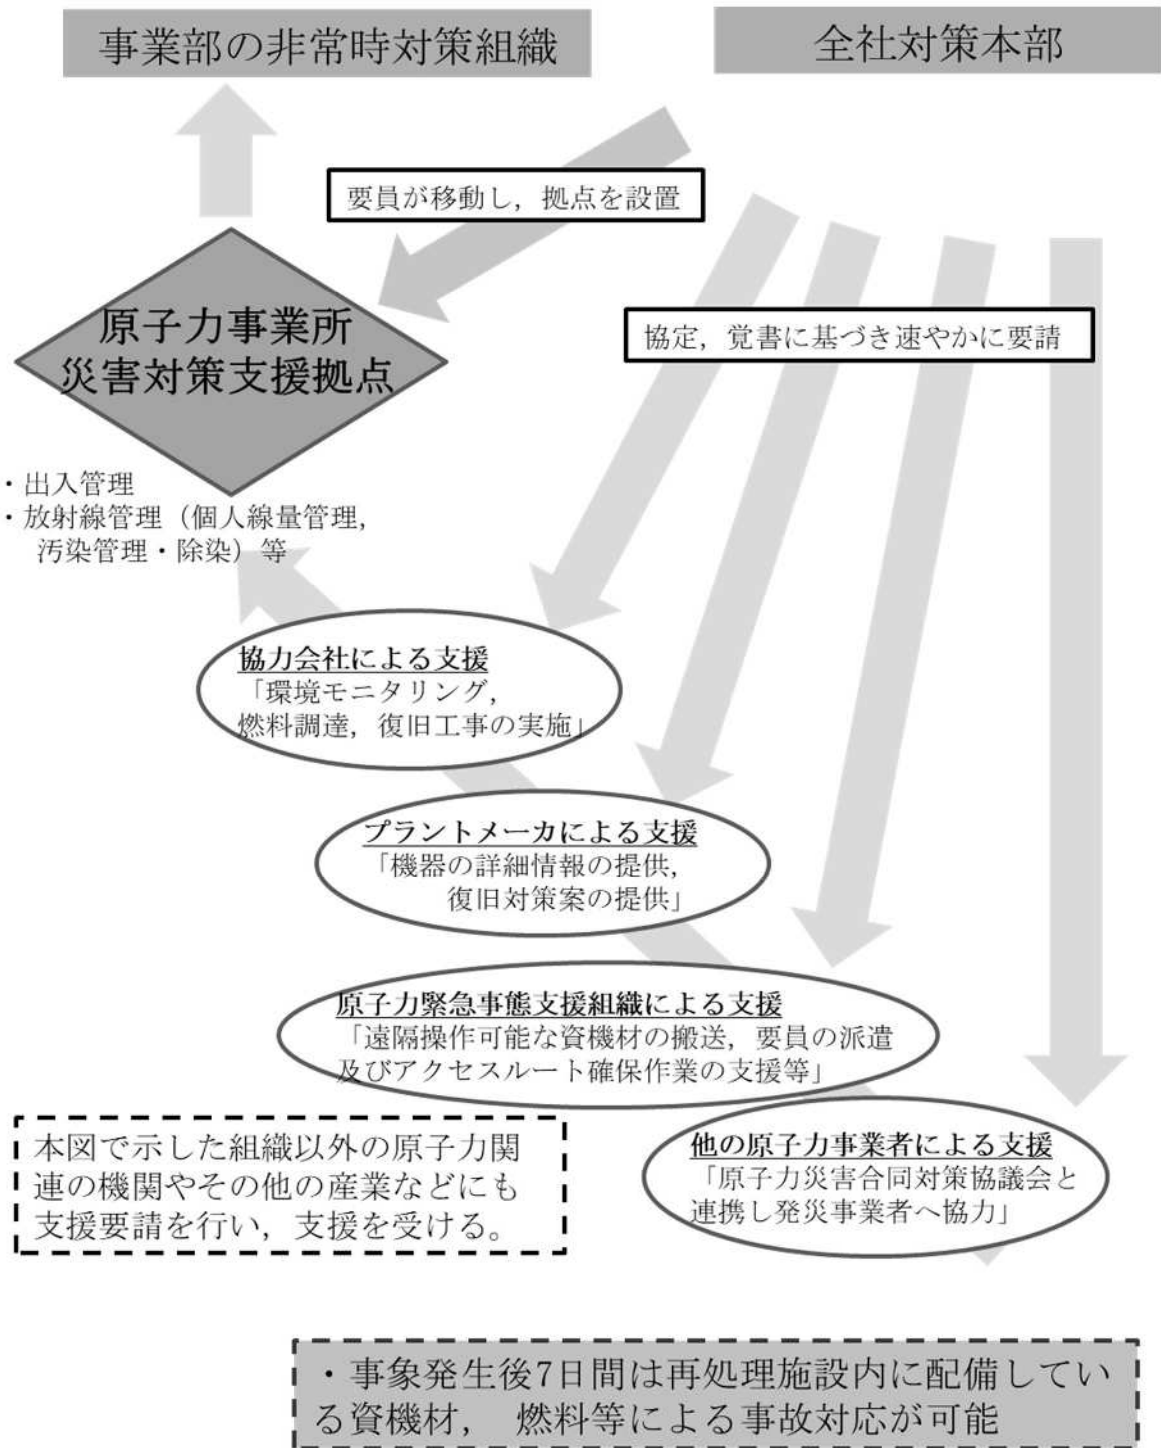 事業部の非常時対策組織
全社対策本部
要員が移動し，拠点を設置
原子力事業所
災害対策支援拠点
協定，覚書に基づき速やかに要請
・出入管理
・放射線管理（個人線量管理，
汚染管理・除染）等
協力会社による支援
「環境モニタリング，
燃料調達，復旧工事の実施」
プラントメーカによる支援
「機器の詳細情報の提供，
復旧対策案の提供」
原子力緊急事態支援組織による支援
「遠隔操作可能な資機材の搬送，要員の派遣
及びアクセスルート確保作業の支援等」
本図で示した組織以外の原子力関
連の機関やその他の産業などにも
支援要請を行い，支援を受ける。
他の原子力事業者による支援
「原子力災害合同対策協議会と
連携し発災事業者へ協力」
・事象発生後7日間は再処理施設内に配備してい
る資機材，　燃料等による事故対応が可能